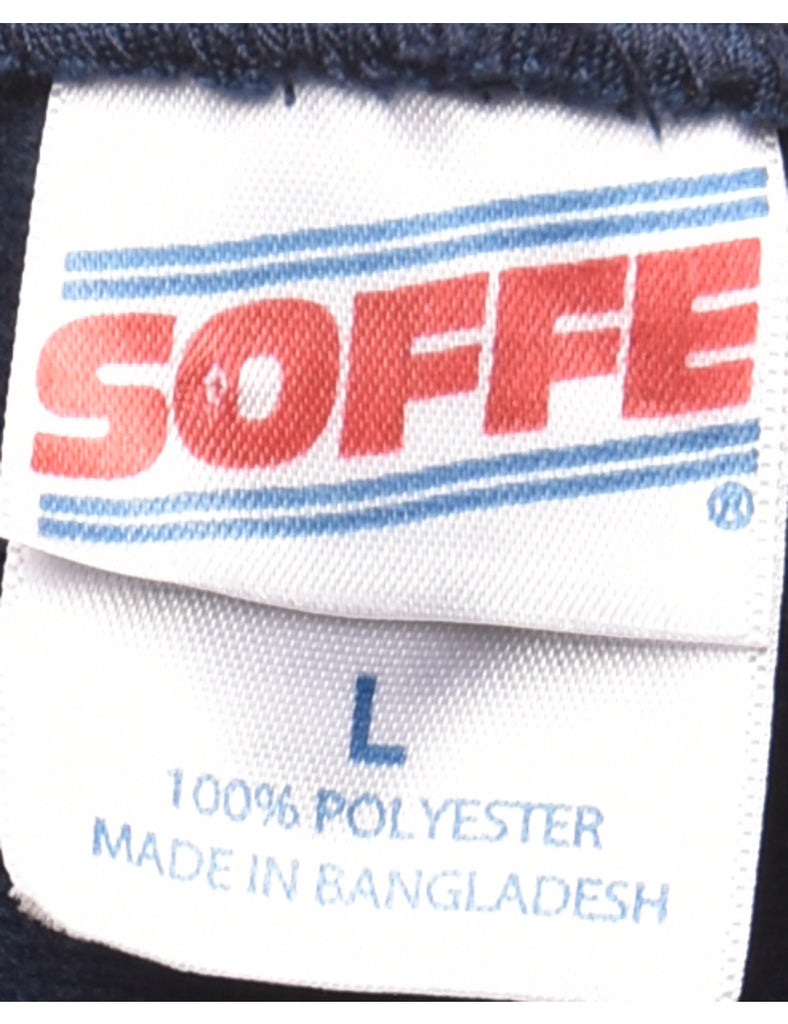 SOFFE
®
L
100% POLYESTER
MADE IN BANGLADESH